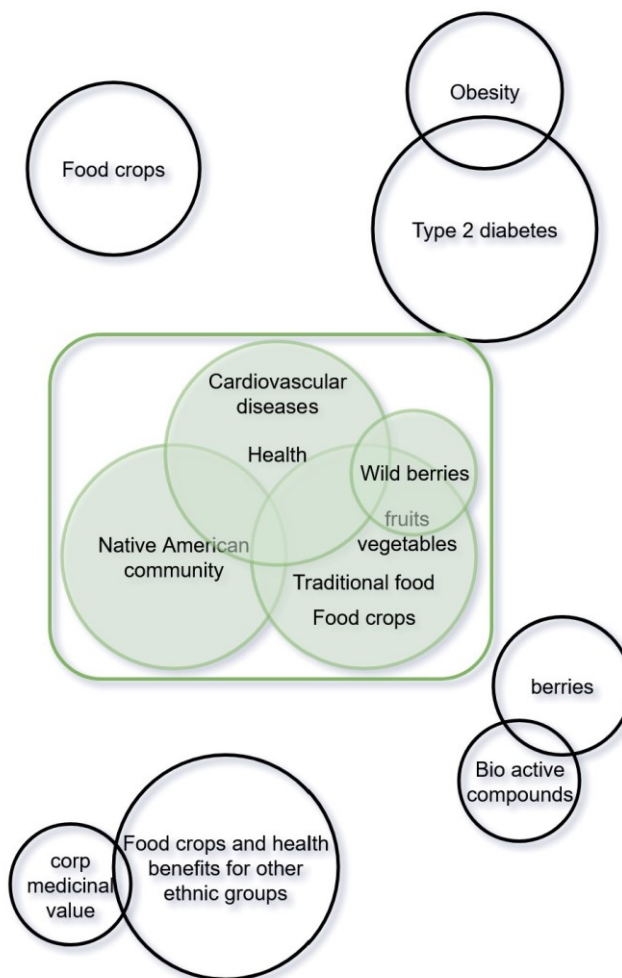 Obesity
Food crops
Type 2 diabetes
Cardiovascular
diseases
Health
Wild berries
fruits
vegetables
Native American
community
Traditional food
Food crops
berries
Bio active
compounds
Food crops and health
benefits for other
ethnic groups
corp
medicinal
value